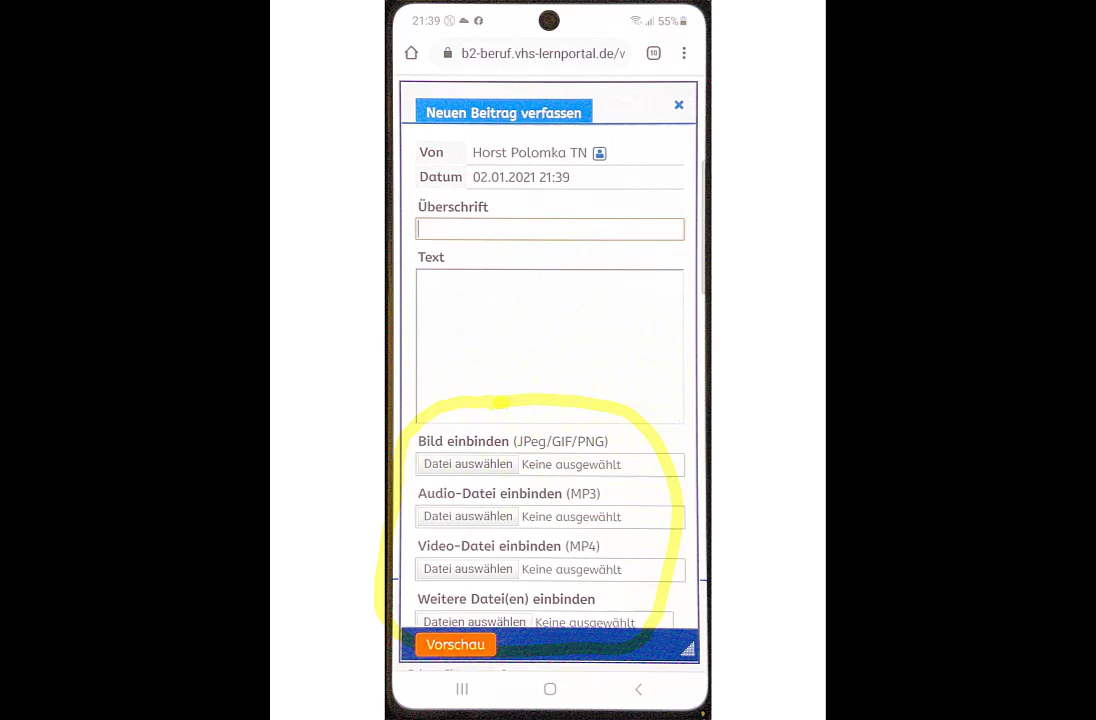 21:39 55%
b2-beruf.vhs-lernportal.de/v 10
Neuen Beitrag verfassen
Von Horst Polomka TN
Datum 02.01.2021 21:39
Überschrift
Text
Bild einbinden (JPeg/GIF/PNG)
Datei auswählen Keine ausgewählt
Audio-Datei einbinden (MP3)
Datei auswählen Keine ausgewählt
Video-Datei einbinden (MP4)
Datei auswählen Keine ausgewählt
Weitere Datei(en) einbinden
Dateien auswählen Keine ausgewählt
Vorschau